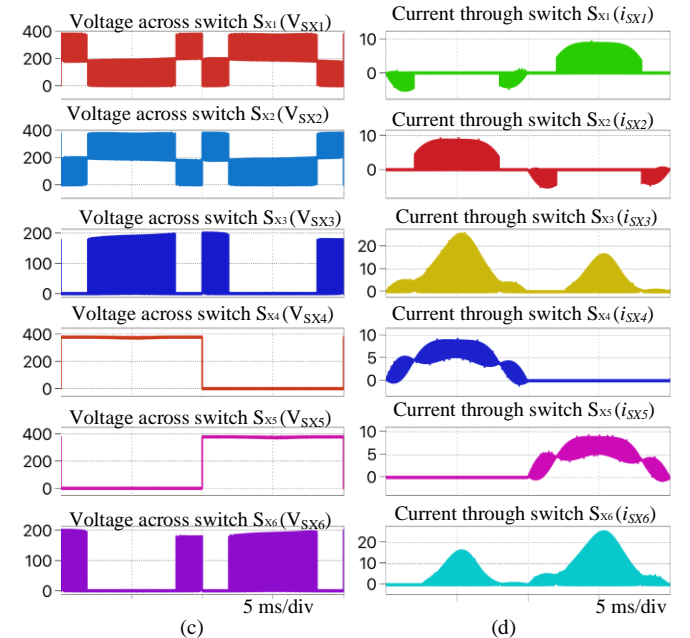 Voltage across switch SX1 (VSX1)
400
200
0
Voltage across switch SX2 (VSX2)
400
200
0
Voltage across switch SX3 (VSX3)
200
100
0
Voltage across switch SX4 (VSX4)
400
200
0
Voltage across switch SX5 (VSX5)
400
200
0
Voltage across switch SX6 (VSX6)
200
100
0
5 ms/div
(c)
Current through switch SX1 (iSX1)
10
0
Current through switch SX2 (iSX2)
10
0
Current through switch SX3 (iSX3)
20
10
0
Current through switch SX4 (iSX4)
10
5
0
Current through switch SX5 (iSX5)
10
5
0
Current through switch SX6 (iSX6)
20
10
0
5 ms/div
(d)